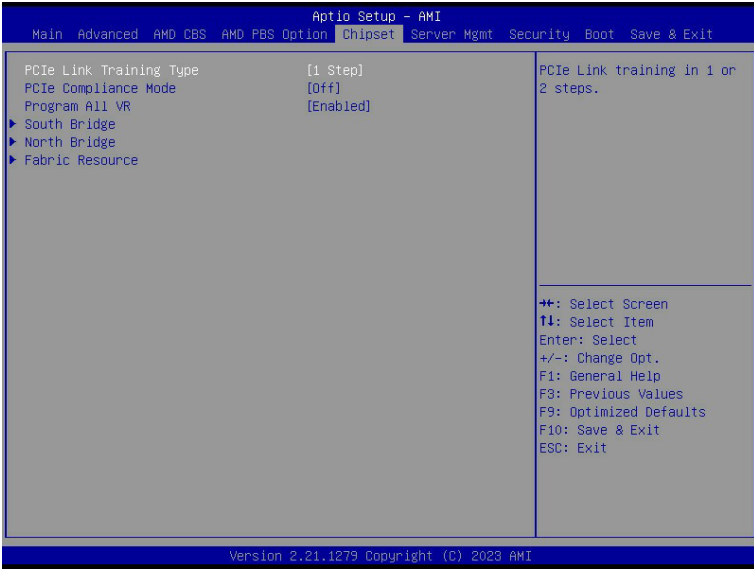 Aptio Setup – AMI
Main Advanced AMD CBS AMD PBS Option Chipset Server Mgmt Security Boot Save & Exit
PCIe Link Training Type [1 Step]
PCIe Compliance Mode [Off]
Program All VR [Enabled]
South Bridge
North Bridge
Fabric Resource
PCIe Link training in 1 or
2 steps.
→←: Select Screen
↑↓: Select Item
Enter: Select
+/-: Change Opt.
F1: General Help
F3: Previous Values
F9: Optimized Defaults
F10: Save & Exit
ESC: Exit
Version 2.21.1279 Copyright (C) 2023 AMI